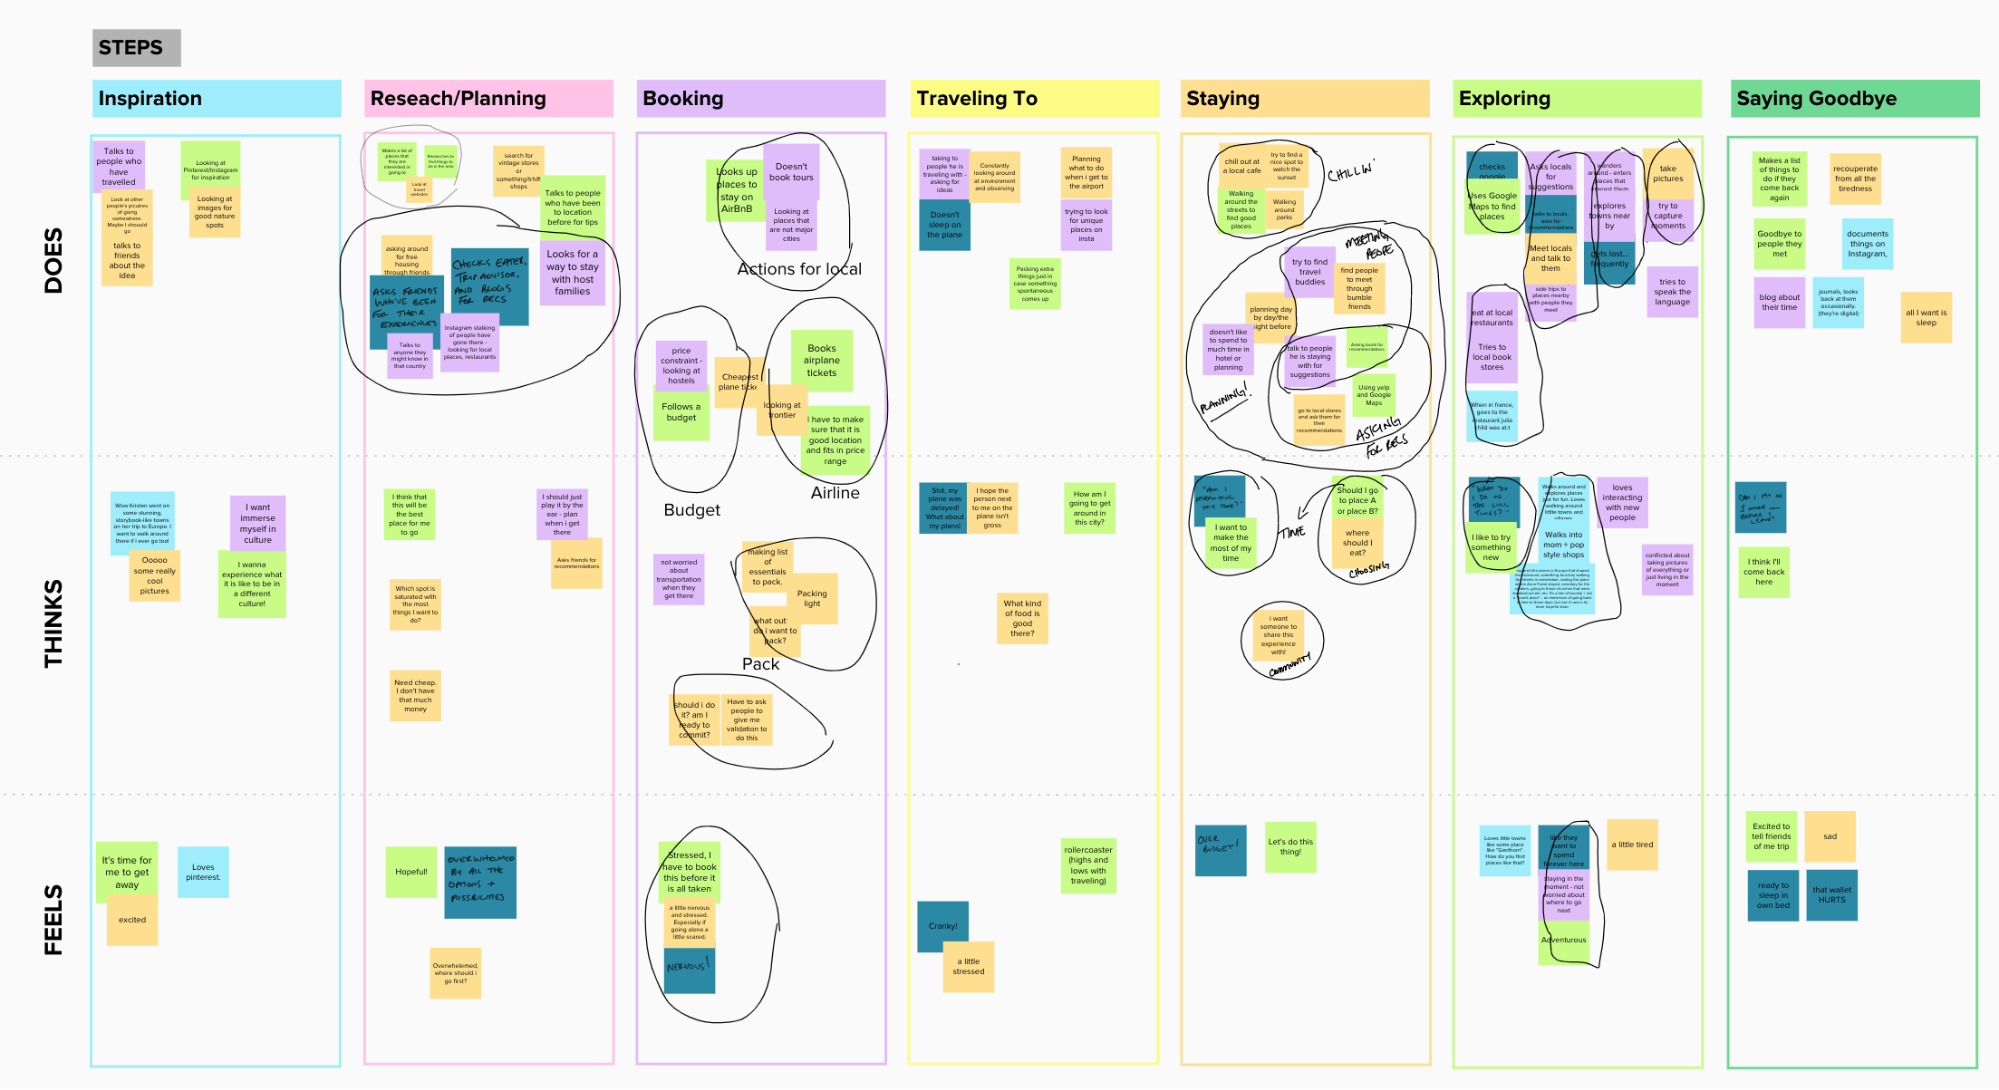 STEPS
Inspiration
Reseach/Planning
Booking
Traveling To
Staying
Exploring
Saying Goodbye
DOES
Talks to
people who
have
travelled
Looking at
Pinterest/Instagram
for inspiration
Look at other
people's picutres
of going
somewhere.
Maybe I should
go
Looking at
images for
good nature
spots
talks to
friends
about the
idea
Makes a list of
places that
they are
interested in
going to
Researches to
find things to
do in the area
Look at
travel
websites
search for
vintage stores
or
something/thrift
shops
Talks to people
who have been
to location
before for tips
asking around
for free
housing
through friends
CHECKS EATER,
TRIP ADVISOR,
AND BLOGS
FOR RECS
Looks for a
way to stay
with host
families
ASKS FRIENDS
WHO'VE BEEN
FOR THEIR
EXPERIENCES
Instagram stalking
of people have
gone there -
looking for local
places, restaurants
Talks to
anyone they
might know in
that country
Looks up
places to
stay on
AirBnB
Doesn't
book tours
Looking at
places that
are not major
cities
Actions for local
price
constraint -
looking at
hostels
Follows a
budget
Cheapest
plane ticke
Books
airplane
tickets
looking at
frontier
I have to make
sure that it is
good location
and fits in price
range
Airline
Budget
taking to
people he is
traveling with -
asking for
ideas
Constantly
looking around
at environment
and observing
Planning
what to do
when i get to
the airport
Doesn't
sleep on
the plane
trying to look
for unique
places on
insta
Packing extra
things just in
case something
spontaneous
comes up
chill out at
a local cafe
try to find a
nice spot to
watch the
sunset
CHILLIN'
Walking
around the
streets to
find good
places
Walking
around
parks
MEETING
PEOPLE
try to find
travel
buddies
find people
to meet
through
bumble
friends
planning day
by day/the
night before
doesn't like
to spend to
much time in
hotel or
planning
talk to people
he is staying
with for
suggestions
Asking locals for
recommendations
PLANNING!
Using yelp
and Google
Maps
go to local stores
and ask them for
their
recommendations
ASKING
FOR RECS
checks
google
Uses Google
Maps to find
places
Asks locals
for
suggestions
talks to locals,
asks for
recommendations
Meet locals
and talk to
them
side trips to
places nearby
with people they
meet
wanders
around - enters
places that
interest them
explores
towns near
by
gets lost...
frequently
take
pictures
try to
capture
moments
tries to
speak the
language
eat at local
restaurants
Tries to
local book
stores
When in france,
goes to the
restaurant julia
child was at.t
Makes a list
of things to
do if they
come back
again
recouperate
from all the
tiredness
Goodbye to
people they
met
documents
things on
Instagram,
blog about
their time
journals, looks
back at them
occasionally.
(they're digital)
all I want is
sleep
THINKS
Wow Kristen went on
some stunning,
storybook-like towns
on her trip to Europe. I
want to walk around
there if I ever go too!
I want
immerse
myself in
culture
Ooooo
some really
cool
pictures
I wanna
experience what
it is like to be in
a different
culture!
I think that
this will be
the best
place for me
to go
I should just
play it by the
ear - plan
when i get
there
Asks friends for
recommendations
Which spot is
saturated with
the most
things I want to
do?
Need cheap.
I don't have
that much
money
not worried
about
transportation
when they
get there
making list
of
essentials
to pack.
Packing
light
what out
do i want to
pack?
Pack
should i do
it? am I
ready to
commit?
Have to ask
people to
give me
validation to
do this
Shit, my
plane was
delayed!
What about
my plans!
I hope the
person next
to me on the
plane isn't
gross
How am I
going to get
around in
this city?
What kind
of food is
good
there?
"AM I
MAXIMIZING
MY TIME?"
I want to
make the
most of my
time
TIME
Should I go
to place A
or place B?
where
should I
eat?
CHOOSING
i want
someone to
share this
experience
with!
COMMUNITY
"WHAT DO
I DO IN
THE LULL
TIMES?"
I like to try
something
new
Walks around and
explores places
just for fun. Loves
walking around
little towns and
villages
Walks into
mom + pop
style shops
loves
interacting
with new
people
conflicted about
taking pictures
of everything or
just living in the
moment
CAN I FIT IN
1 MORE
BEFORE I
LEAVE?
I think I'll
come back
here
FEELS
It's time for
me to get
away
Loves
pinterest.
excited
Hopeful!
OVERWHELMED
BY ALL THE
OPTIONS +
POSSIBILITIES
Overwhelemed,
where should i
go first?
Stressed, I
have to book
this before it
is all taken
a little nervous
and stressed.
Especially if
going alone a
little scared.
NERVOUS!
rollercoaster
(highs and
lows with
traveling)
Cranky!
a little
stressed
OVER
BUDGET!
Let's do this
thing!
Loves little towns
like some place
like "Gierthorn".
How do you find
places like that?
like they
want to
spend
forever here
a little tired
staying in the
moment - not
worried about
where to go
next
Adventurous
Excited to
tell friends
of me trip
sad
ready to
sleep in
own bed
that wallet
HURTS